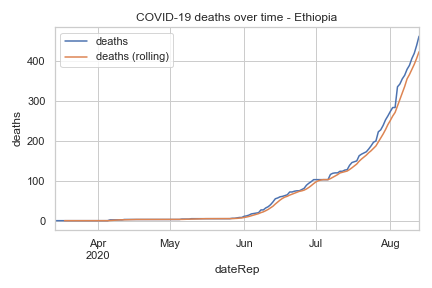 COVID-19 deaths over time - Ethiopia
deaths
deaths (rolling)
400
300
200
100
0
deaths
Apr
2020
May
Jun
Jul
Aug
dateRep